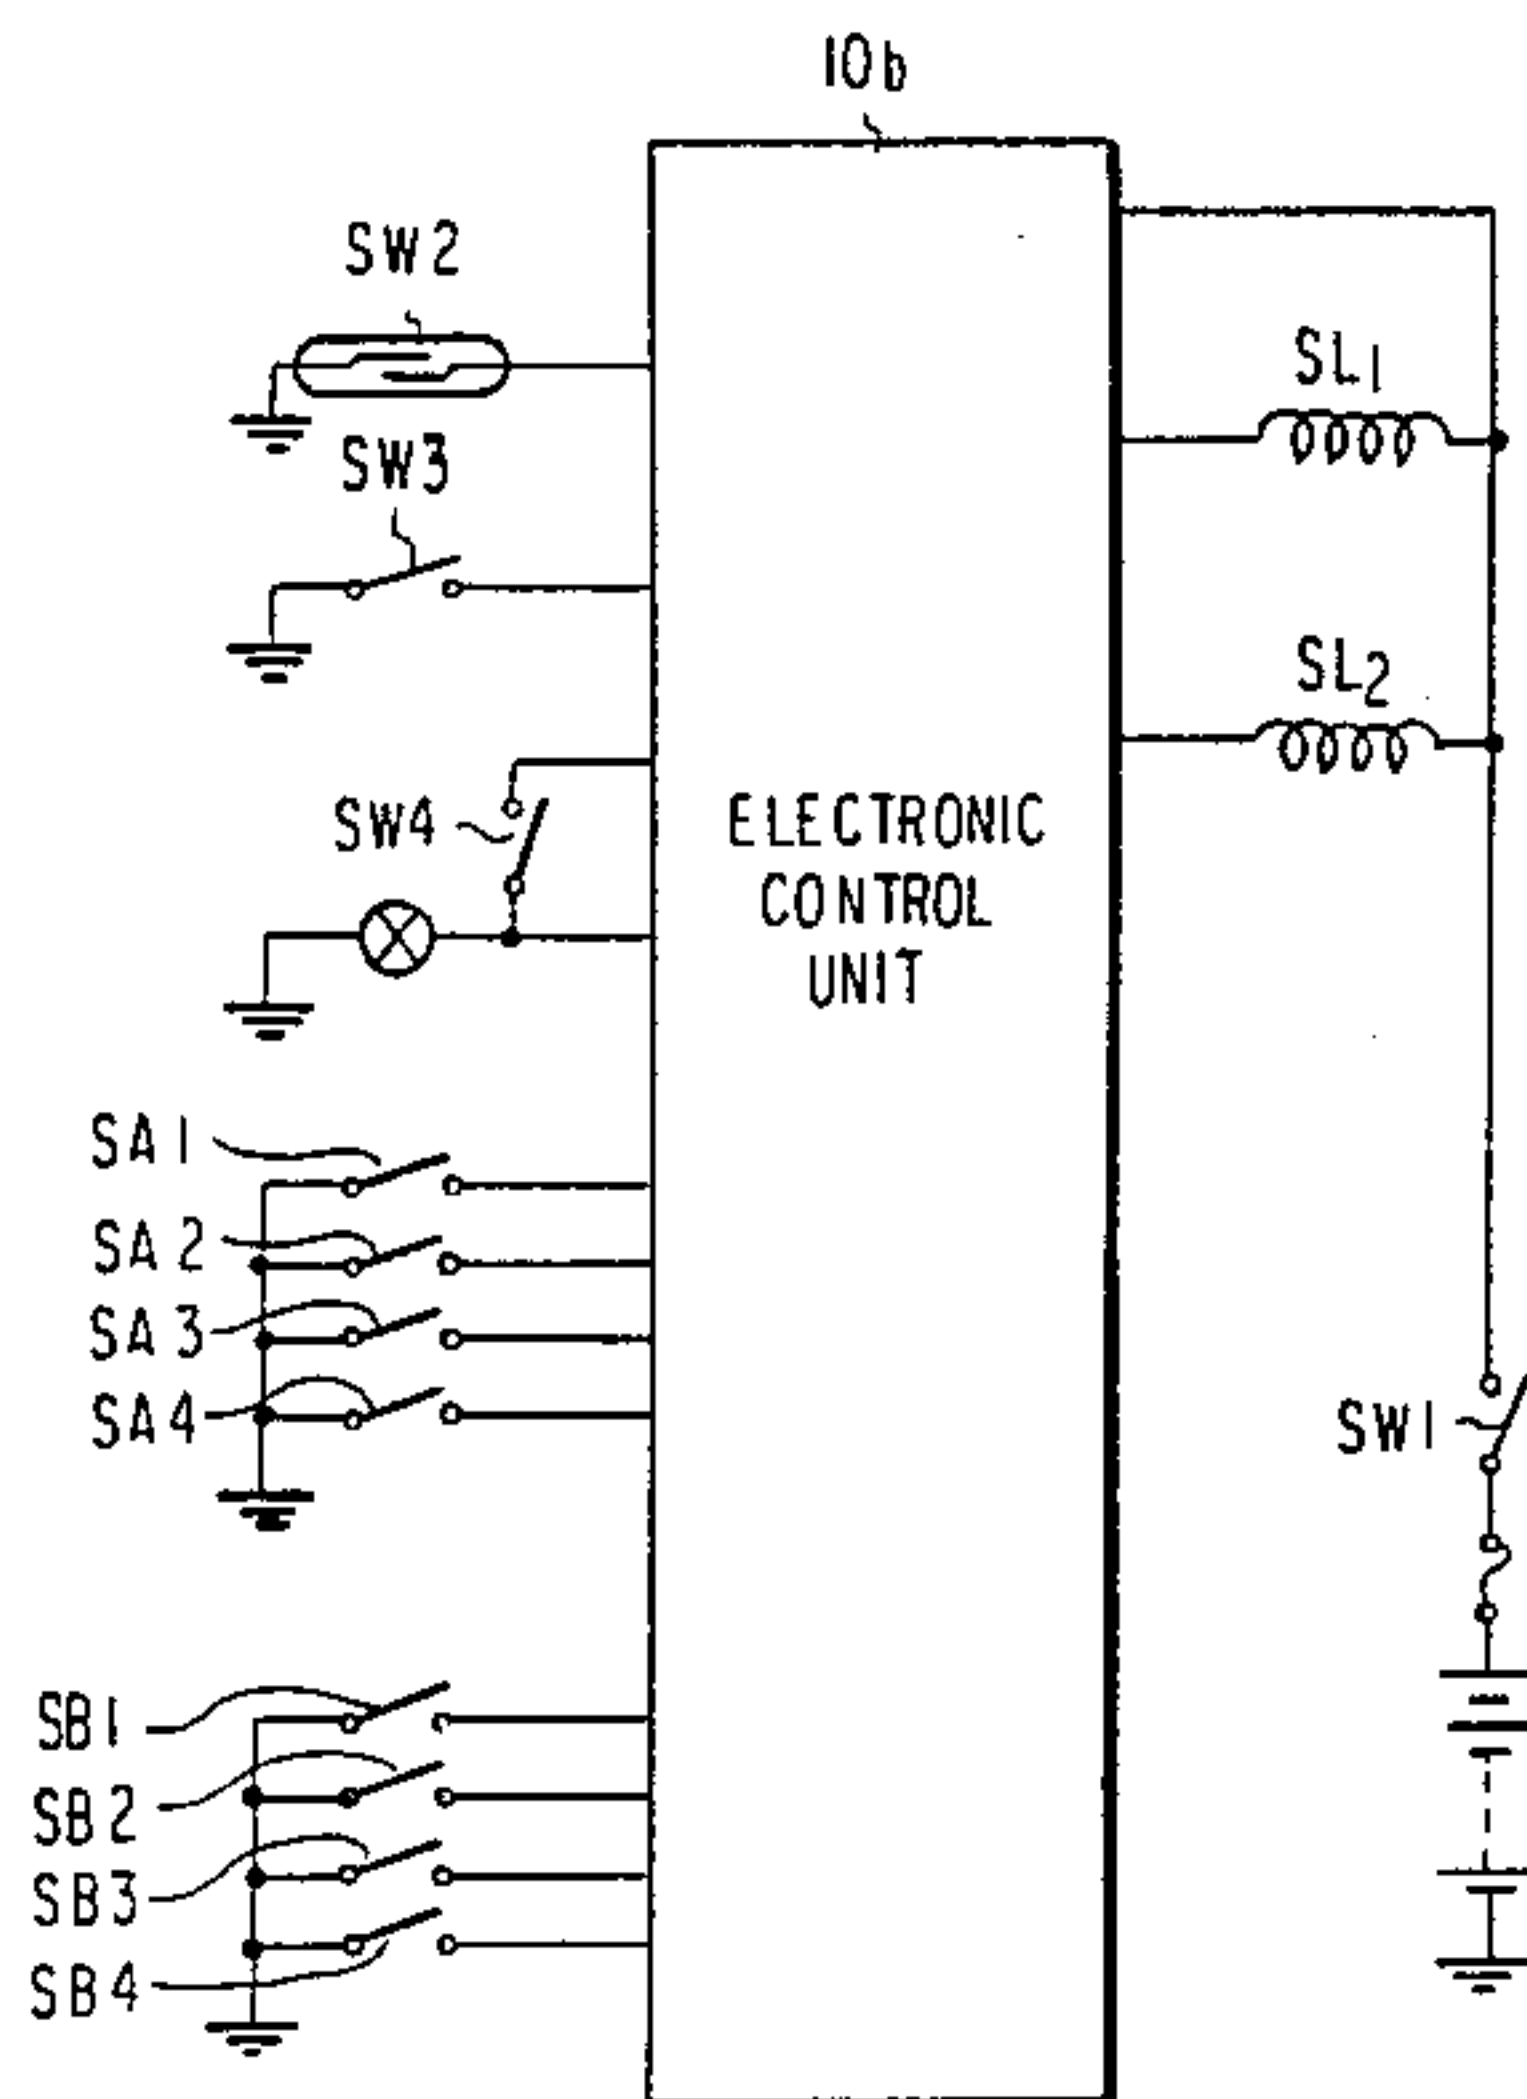 10b
SW2
SW3
SW4
SL1
SL2
ELECTRONIC
CONTROL
UNIT
SA1
SA2
SA3
SA4
SW1
SB1
SB2
SB3
SB4